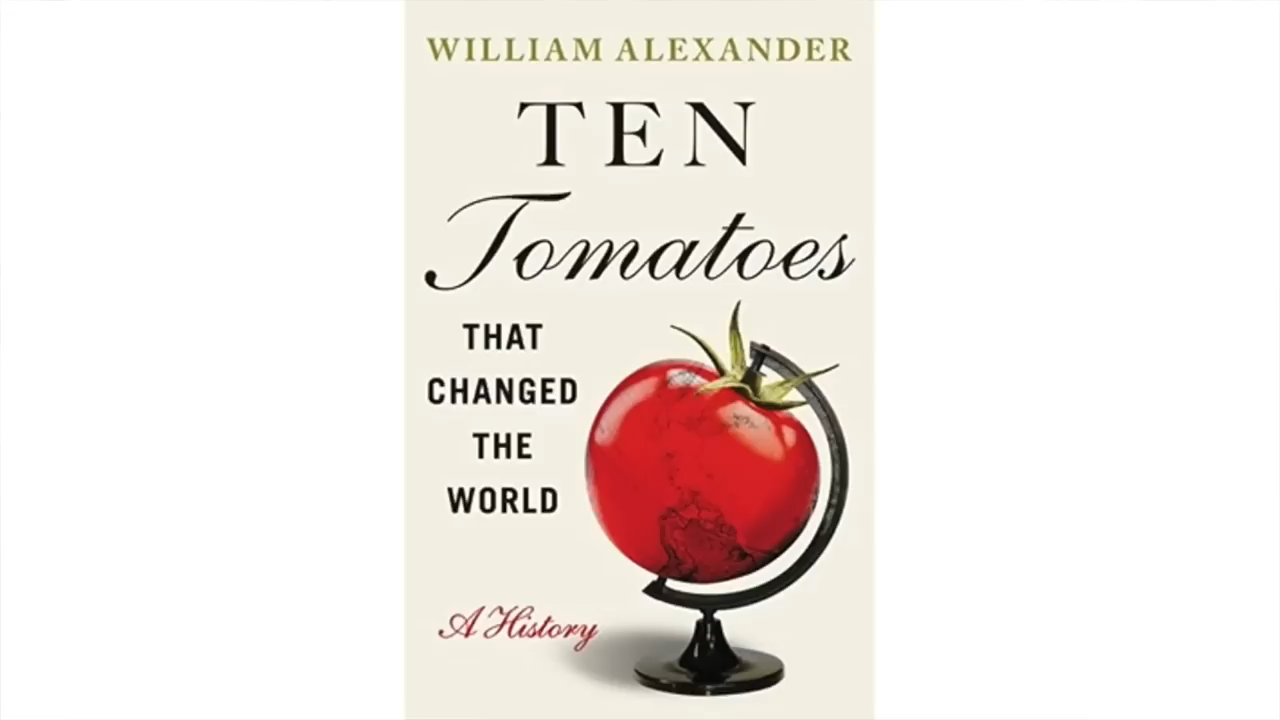 WILLIAM ALEXANDER
TEN
Tomatoes
THAT
CHANGED
THE
WORLD
A History